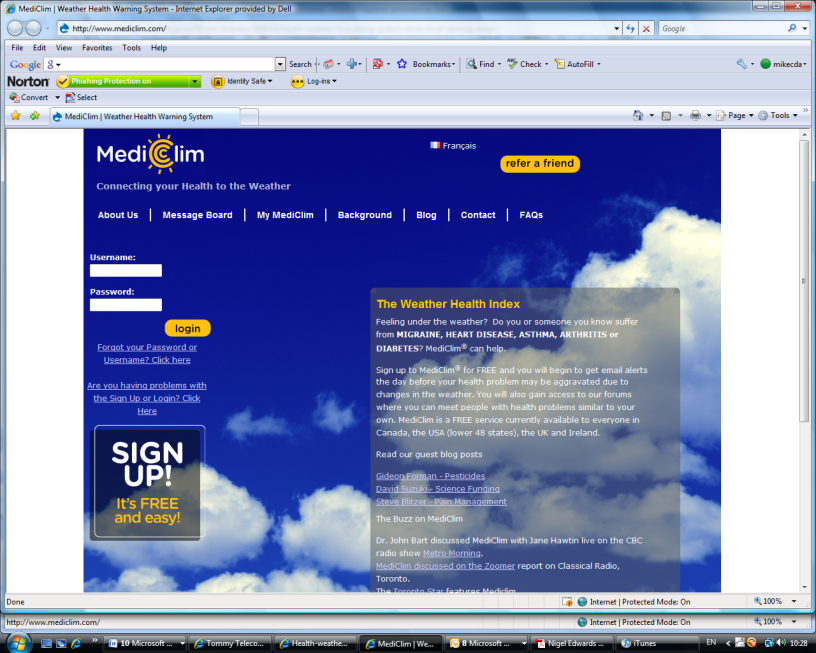 MediClim | Weather Health Warning System - Internet Explorer provided by Dell
http://www.mediclim.com/
Google
File Edit View Favorites Tools Help
Google Search Bookmarks Find Check AutoFill mikecda
Norton Phishing Protection on Identity Safe Log-ins
Convert Select
MediClim | Weather Health Warning System Page Tools
MediClim
Français
refer a friend
Connecting your Health to the Weather
About Us | Message Board | My MediClim | Background | Blog | Contact | FAQs
Username:
Password:
login
Forgot your Password or
Username? Click here
Are you having problems with
the Sign Up or Login? Click
Here
SIGN
UP!
It's FREE
and easy!
The Weather Health Index
Feeling under the weather? Do you or someone you know suffer
from MIGRAINE, HEART DISEASE, ASTHMA, ARTHRITIS or
DIABETES? MediClim® can help.
Sign up to MediClim® for FREE and you will begin to get email alerts
the day before your health problem may be aggravated due to
changes in the weather. You will also gain access to our forums
where you can meet people with health problems similar to your
own. MediClim is a FREE service currently available to everyone in
Canada, the USA (lower 48 states), the UK and Ireland.
Read our guest blog posts
Gideon Forman - Pesticides
David Suzuki - Science Funding
Steve Blitzer - Pain Management
The Buzz on MediClim
Dr. John Bart discussed MediClim with Jane Hawtin live on the CBC
radio show Metro Morning.
MediClim discussed on the Zoomer report on Classical Radio,
Toronto.
The Toronto Star features Mediclim
Done Internet | Protected Mode: On 100%
http://www.mediclim.com/ Internet | Protected Mode: On 100%
10 Microsoft ... Tommy Teleco... Health-weathe... MediClim | We... 8 Microsoft ... Nigel Edwards ... iTunes EN 10:28